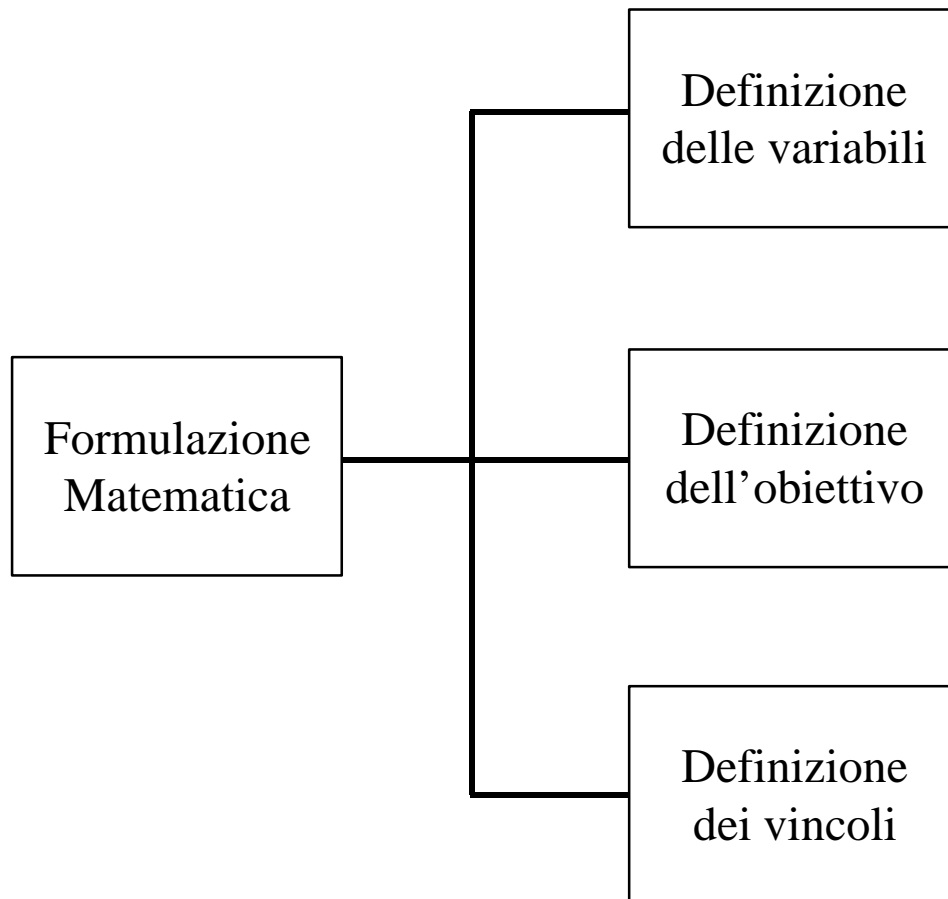 Definizione
delle variabili
Formulazione
Matematica
Definizione
dell’obiettivo
Definizione
dei vincoli